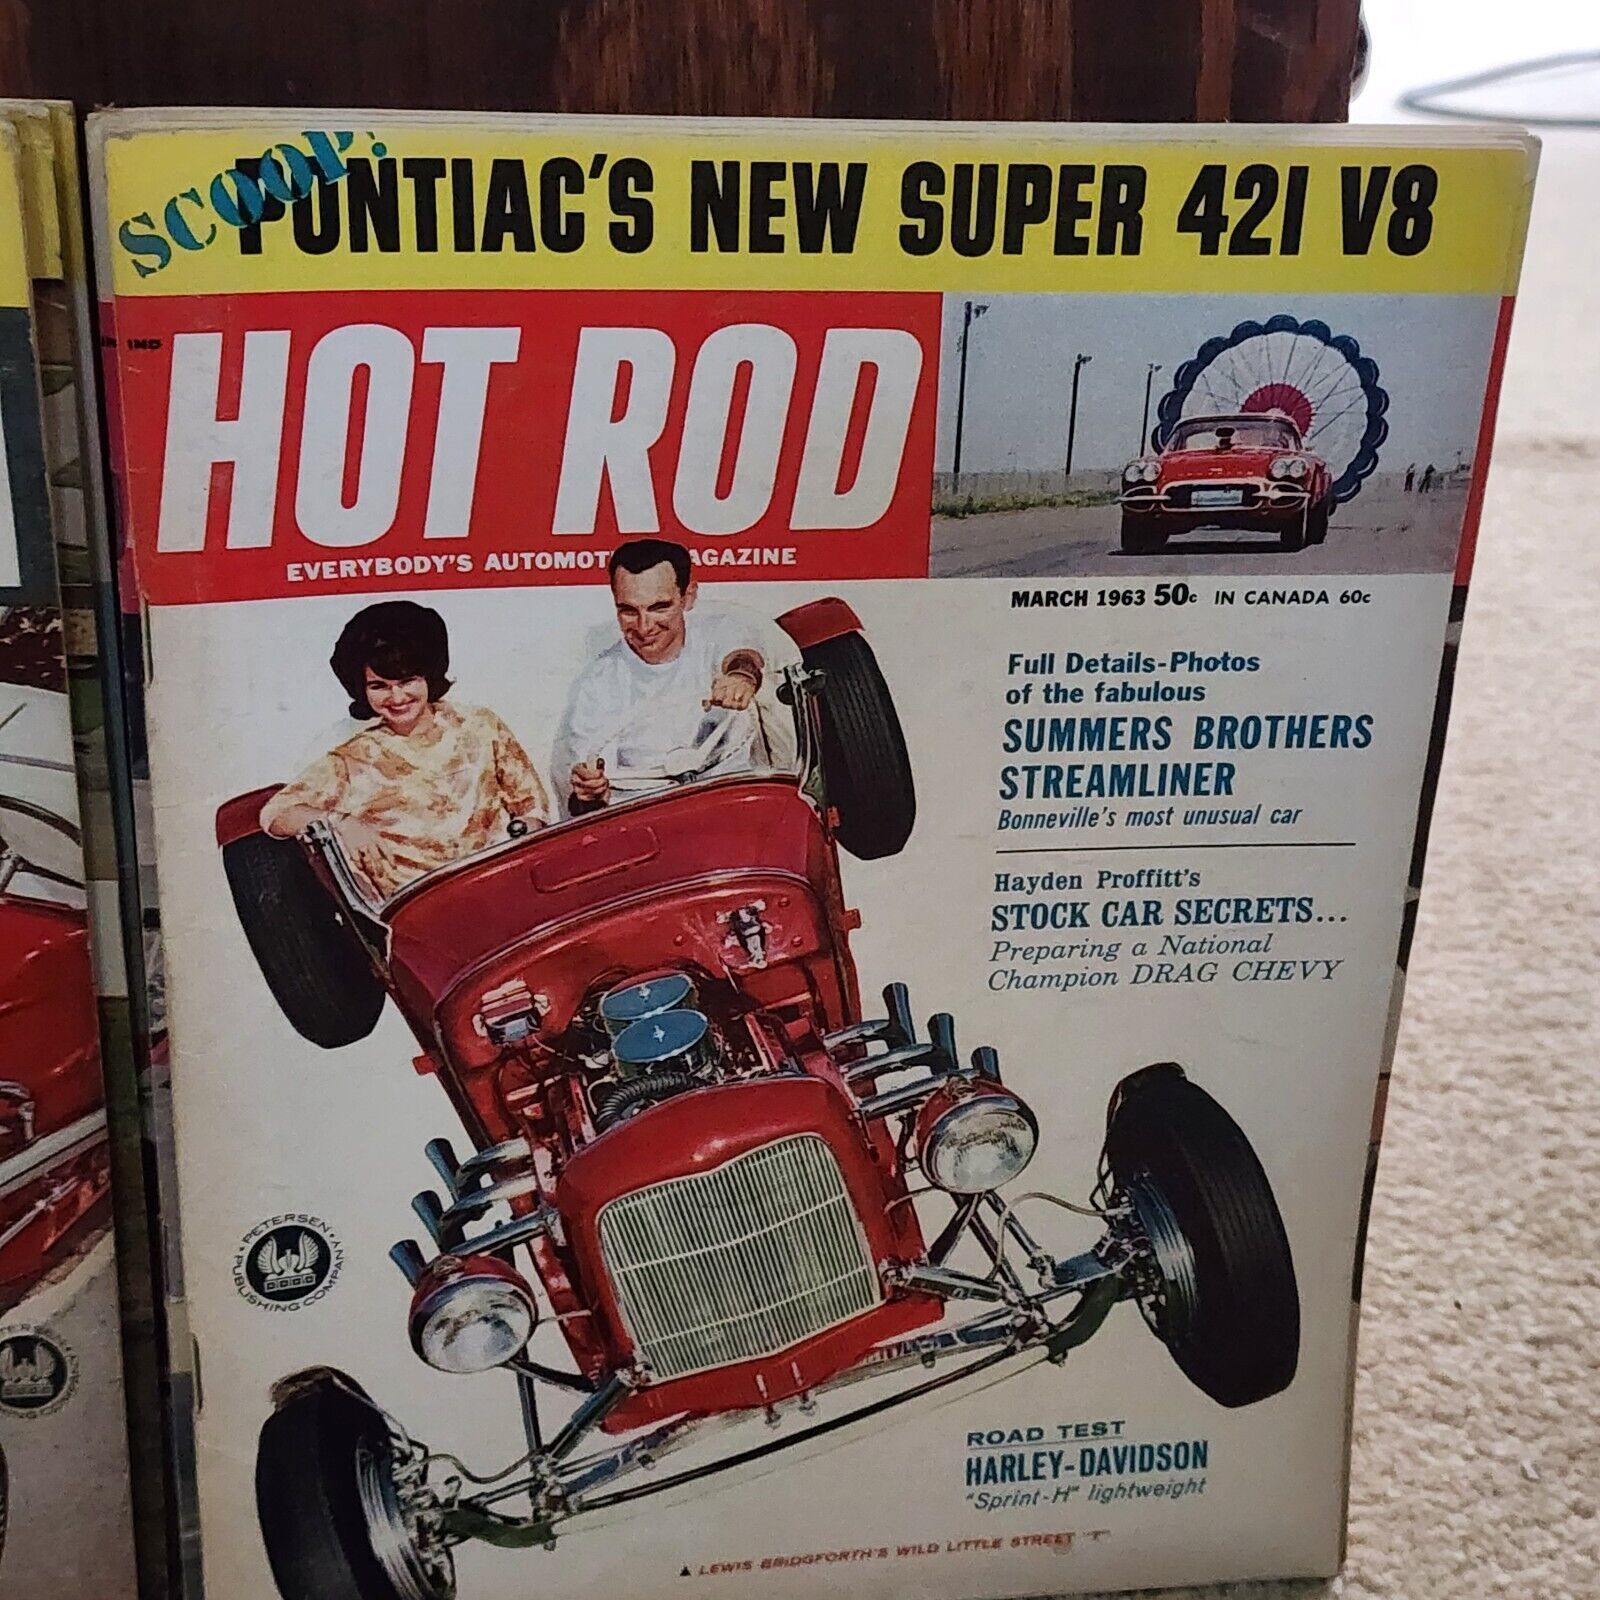 SCOOP!
PONTIAC'S NEW SUPER 421 V8
IND
HOT ROD
EVERYBODY'S AUTOMOT AGAZINE
MARCH 1963 50c IN CANADA 60c
Full Details-Photos
of the fabulous
SUMMERS BROTHERS
STREAMLINER
Bonneville's most unusual car
Hayden Proffitt's
STOCK CAR SECRETS...
Preparing a National
Champion DRAG CHEVY
PETERSEN
PUBLISHING COMPANY
ROAD TEST
HARLEY-DAVIDSON
"Sprint-H" lightweight
▲ LEWIS BRIDGFORTH'S WILD LITTLE STREET "T"